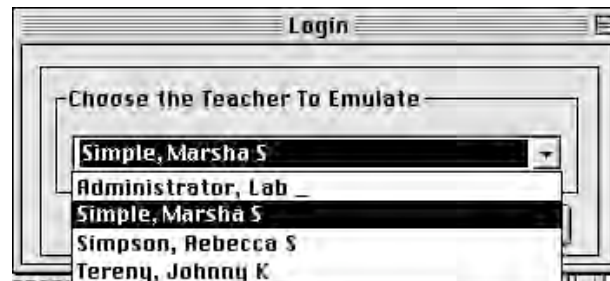 Login
Choose the Teacher To Emulate
Simple, Marsha S
Administrator, Lab _
Simple, Marsha S
Simpson, Rebecca S
Tereny, Johnny K